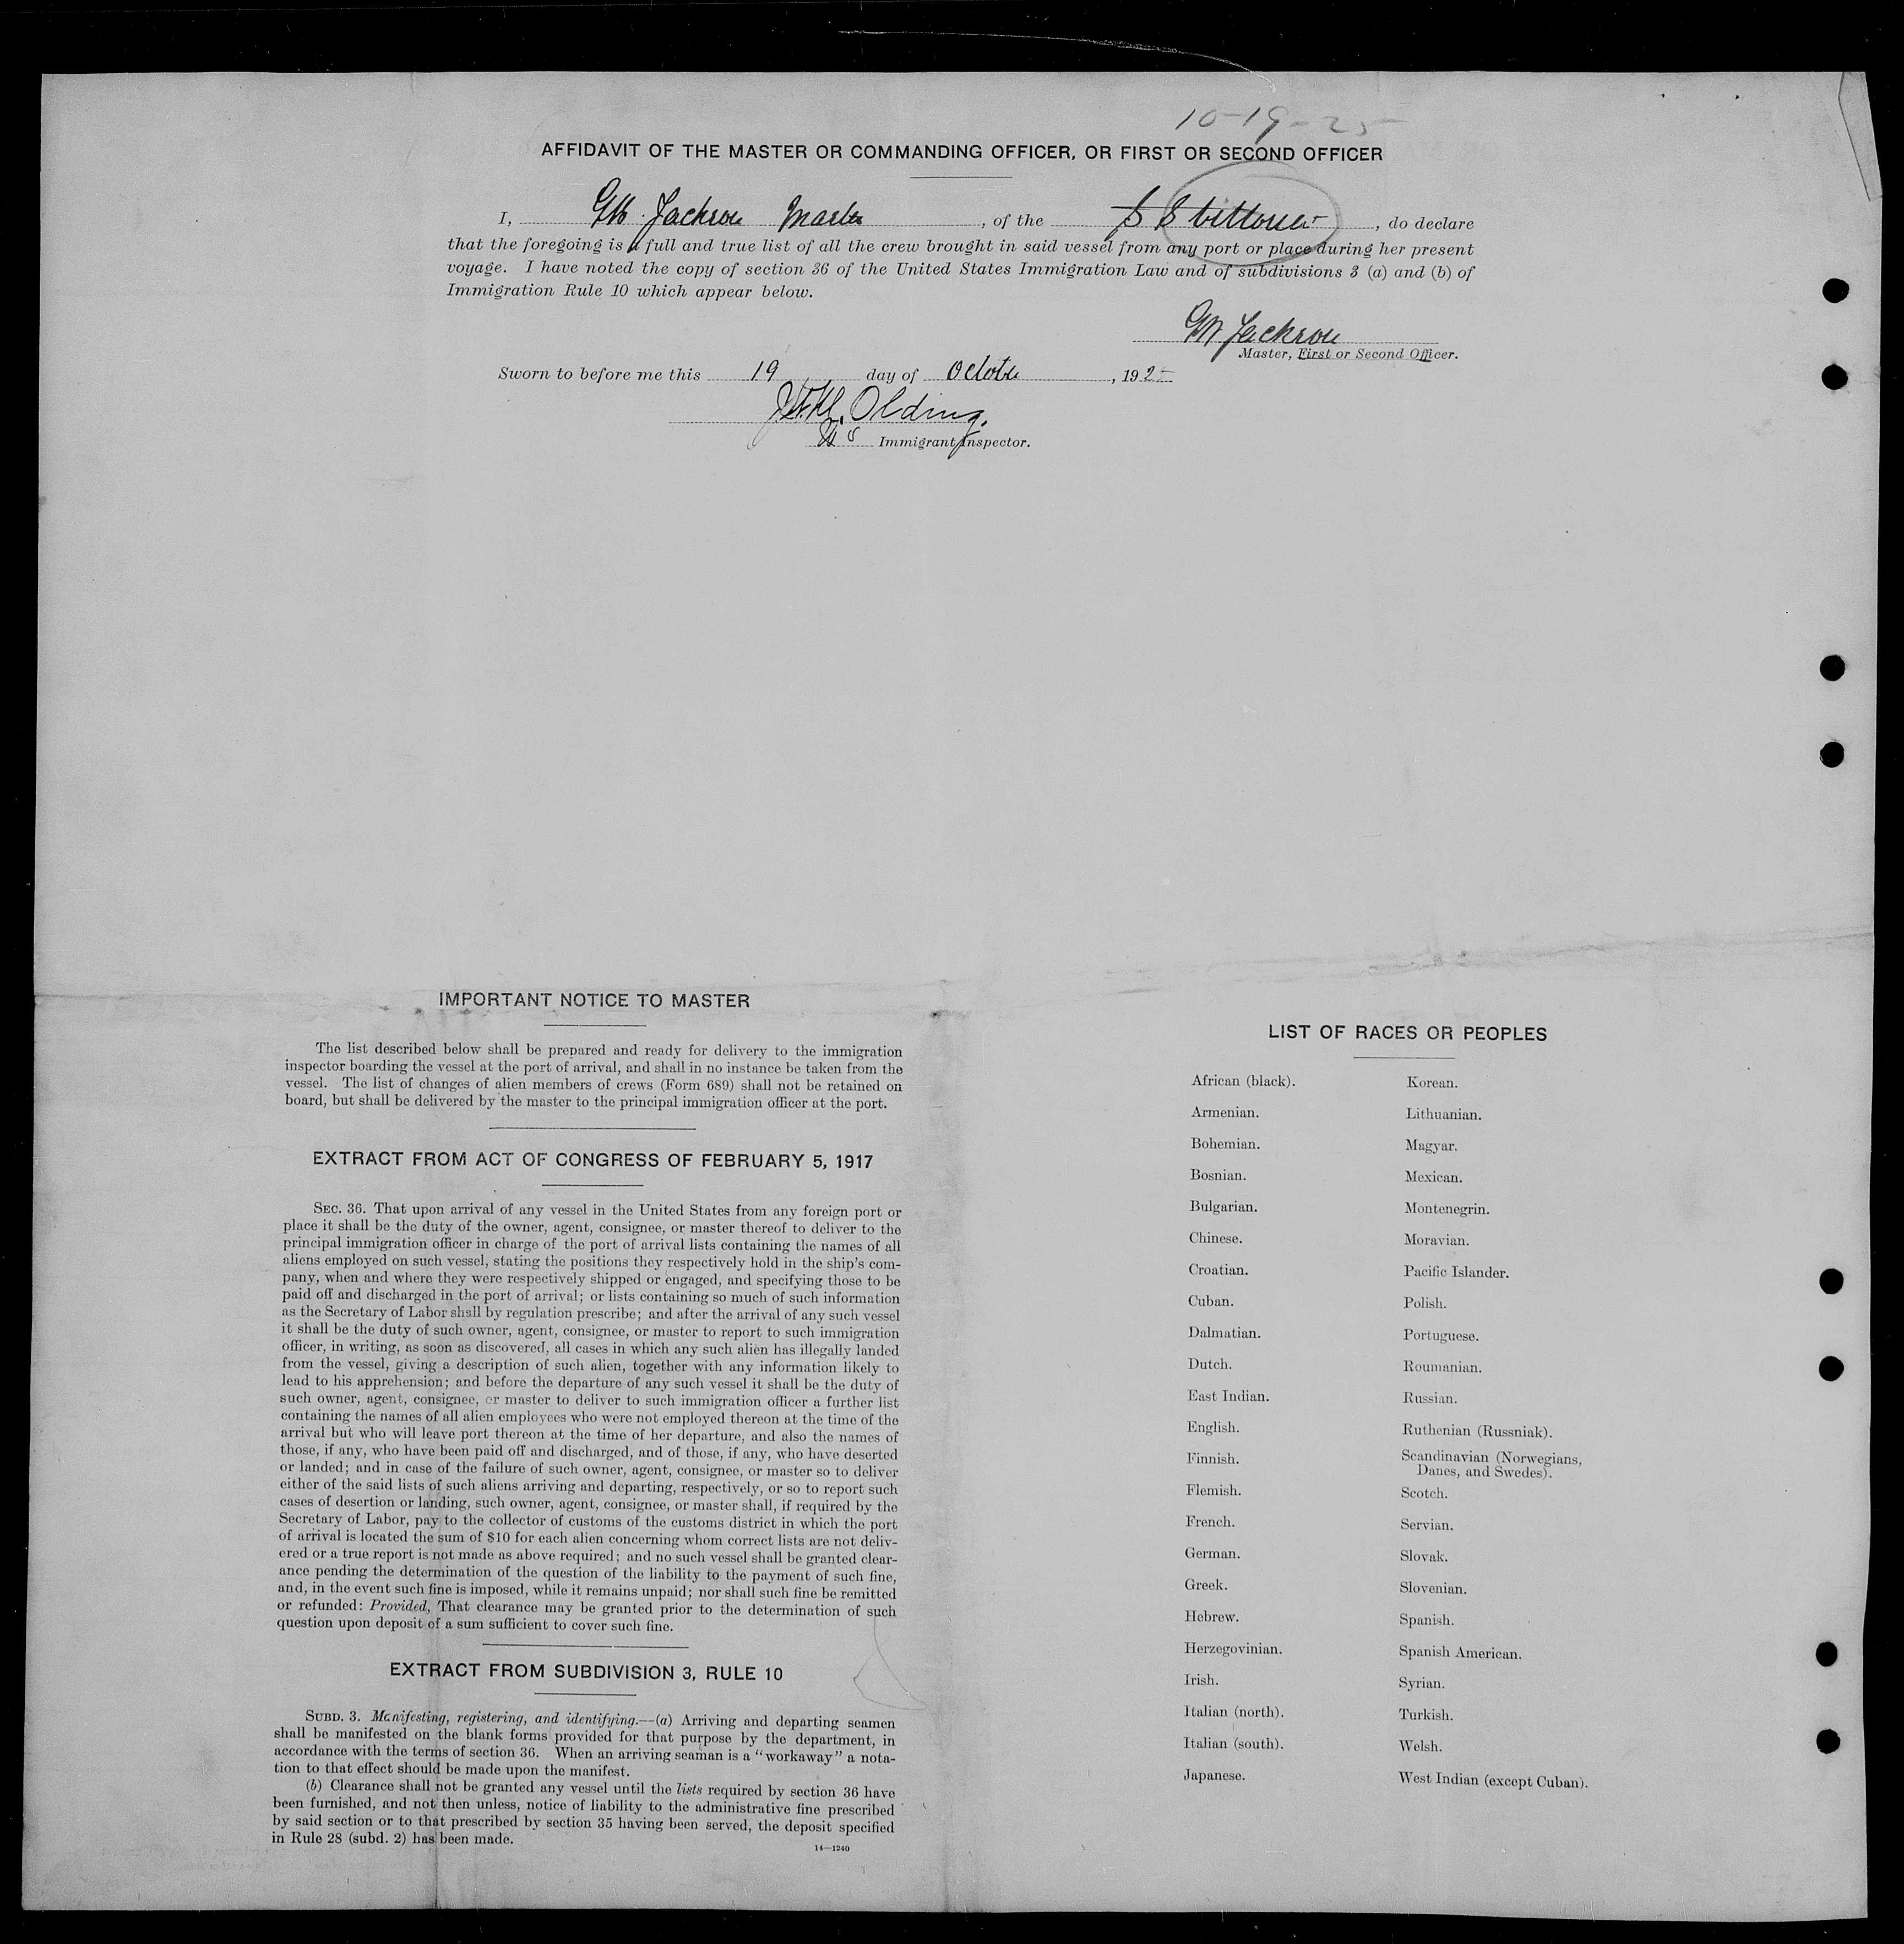 10-19-25
AFFIDAVIT OF THE MASTER OR COMMANDING OFFICER, OR FIRST OR SECOND OFFICER
I, Jackson Master, of the S S, do declare
that the foregoing is a full and true list of all the crew brought in said vessel from any port or place during her present
voyage. I have noted the copy of section 36 of the United States Immigration Law and of subdivisions 3 (a) and (b) of
Immigration Rule 10 which appear below.
Jackson
Master, First or Second Officer.
Sworn to before me this 19 day of October, 1925
Olding.
US Immigrant Inspector.
IMPORTANT NOTICE TO MASTER
The list described below shall be prepared and ready for delivery to the immigration
inspector boarding the vessel at the port of arrival, and shall in no instance be taken from the
vessel. The list of changes of alien members of crews (Form 689) shall not be retained on
board, but shall be delivered by the master to the principal immigration officer at the port.
EXTRACT FROM ACT OF CONGRESS OF FEBRUARY 5, 1917
SEC. 36. That upon arrival of any vessel in the United States from any foreign port or
place it shall be the duty of the owner, agent, consignee, or master thereof to deliver to the
principal immigration officer in charge of the port of arrival lists containing the names of all
aliens employed on such vessel, stating the positions they respectively hold in the ship's com-
pany, when and where they were respectively shipped or engaged, and specifying those to be
paid off and discharged in the port of arrival; or lists containing so much of such information
as the Secretary of Labor shall by regulation prescribe; and after the arrival of any such vessel
it shall be the duty of such owner, agent, consignee, or master to report to such immigration
officer, in writing, as soon as discovered, all cases in which any such alien has illegally landed
from the vessel, giving a description of such alien, together with any information likely to
lead to his apprehension; and before the departure of any such vessel it shall be the duty of
such owner, agent, consignee, or master to deliver to such immigration officer a further list
containing the names of all alien employees who were not employed thereon at the time of the
arrival but who will leave port thereon at the time of her departure, and also the names of
those, if any, who have been paid off and discharged, and of those, if any, who have deserted
or landed; and in case of the failure of such owner, agent, consignee, or master so to deliver
either of the said lists of such aliens arriving and departing, respectively, or so to report such
cases of desertion or landing, such owner, agent, consignee, or master shall, if required by the
Secretary of Labor, pay to the collector of customs of the customs district in which the port
of arrival is located the sum of $10 for each alien concerning whom correct lists are not deliv-
ered or a true report is not made as above required; and no such vessel shall be granted clear-
ance pending the determination of the question of the liability to the payment of such fine,
and, in the event such fine is imposed, while it remains unpaid; nor shall such fine be remitted
or refunded: Provided, That clearance may be granted prior to the determination of such
question upon deposit of a sum sufficient to cover such fine.
EXTRACT FROM SUBDIVISION 3, RULE 10
SUBD. 3. Manifesting, registering, and identifying.—(a) Arriving and departing seamen
shall be manifested on the blank forms provided for that purpose by the department, in
accordance with the terms of section 36. When an arriving seaman is a "workaway" a nota-
tion to that effect should be made upon the manifest.
(b) Clearance shall not be granted any vessel until the lists required by section 36 have
been furnished, and not then unless, notice of liability to the administrative fine prescribed
by said section or to that prescribed by section 35 having been served, the deposit specified
in Rule 28 (subd. 2) has been made.
14—1240
LIST OF RACES OR PEOPLES
African (black).
Armenian.
Bohemian.
Bosnian.
Bulgarian.
Chinese.
Croatian.
Cuban.
Dalmatian.
Dutch.
East Indian.
English.
Finnish.
Flemish.
French.
German.
Greek.
Hebrew.
Herzegovinian.
Irish.
Italian (north).
Italian (south).
Japanese.
Korean.
Lithuanian.
Magyar.
Mexican.
Montenegrin.
Moravian.
Pacific Islander.
Polish.
Portuguese.
Roumanian.
Russian.
Ruthenian (Russniak).
Scandinavian (Norwegians,
Danes, and Swedes).
Scotch.
Servian.
Slovak.
Slovenian.
Spanish.
Spanish American.
Syrian.
Turkish.
Welsh.
West Indian (except Cuban).